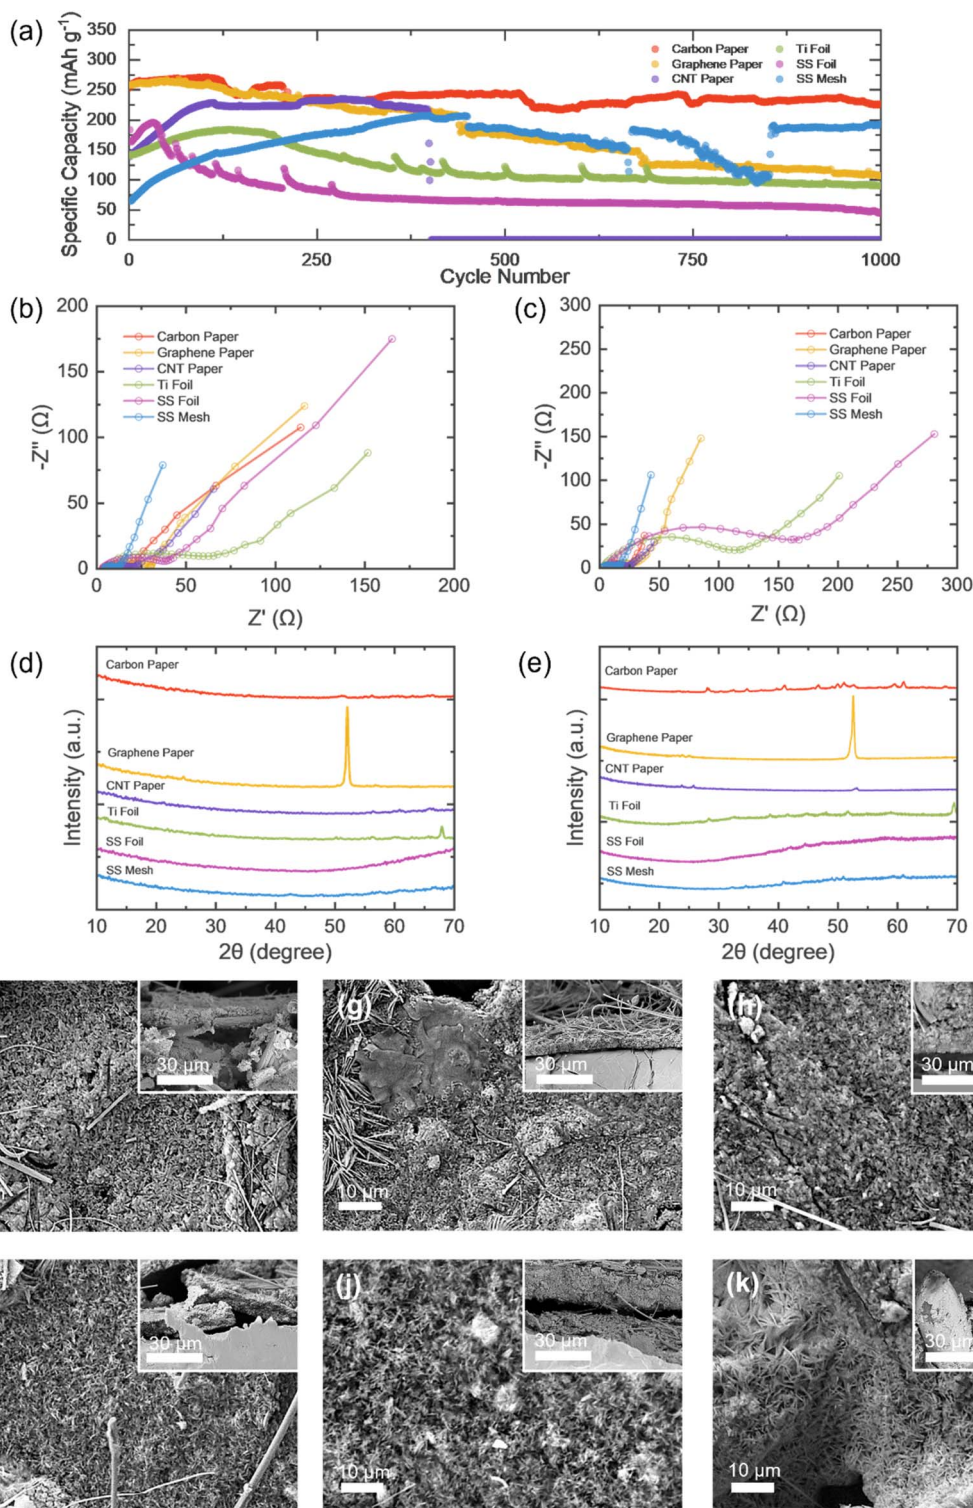 (a)
Specific Capacity (mAh g⁻¹)
350
300
250
200
150
100
50
0
Carbon Paper
Graphene Paper
CNT Paper
Ti Foil
SS Foil
SS Mesh
0 250 500 750 1000
Cycle Number
(b)
-Z'' (Ω)
200
150
100
50
0
Carbon Paper
Graphene Paper
CNT Paper
Ti Foil
SS Foil
SS Mesh
0 50 100 150 200
Z' (Ω)
(c)
-Z'' (Ω)
300
250
200
150
100
50
0
Carbon Paper
Graphene Paper
CNT Paper
Ti Foil
SS Foil
SS Mesh
0 50 100 150 200 250 300
Z' (Ω)
(d)
Intensity (a.u.)
Carbon Paper
Graphene Paper
CNT Paper
Ti Foil
SS Foil
SS Mesh
10 20 30 40 50 60 70
2θ (degree)
(e)
Intensity (a.u.)
Carbon Paper
Graphene Paper
CNT Paper
Ti Foil
SS Foil
SS Mesh
10 20 30 40 50 60 70
2θ (degree)
30 μm
(g)
30 μm
10 μm
(h)
30 μm
10 μm
30 μm
(j)
30 μm
10 μm
(k)
30 μm
10 μm